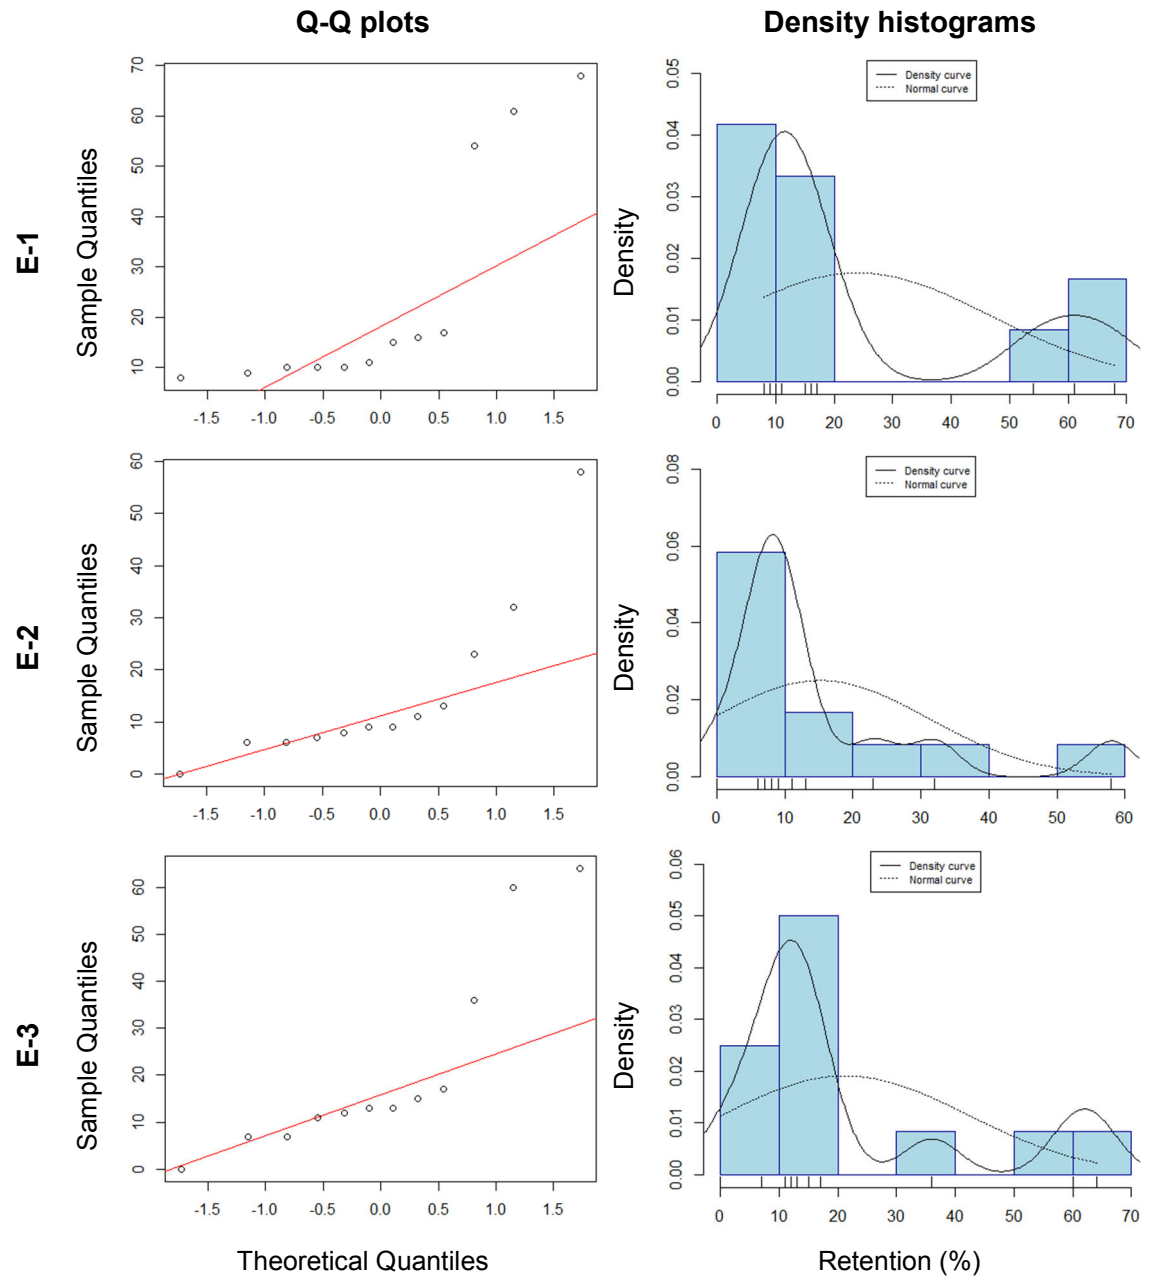 Q-Q plots
Density histograms
E-1
Sample Quantiles
70
60
50
40
30
20
10
-1.5 -1.0 -0.5 0.0 0.5 1.0 1.5
Density
0.05
0.04
0.03
0.02
0.01
0.00
Density curve
Normal curve
0 10 20 30 40 50 60 70
E-2
Sample Quantiles
60
50
40
30
20
10
0
-1.5 -1.0 -0.5 0.0 0.5 1.0 1.5
Density
0.08
0.06
0.04
0.02
0.00
Density curve
Normal curve
0 10 20 30 40 50 60
E-3
Sample Quantiles
60
50
40
30
20
10
0
-1.5 -1.0 -0.5 0.0 0.5 1.0 1.5
Theoretical Quantiles
Density
0.06
0.05
0.04
0.03
0.02
0.01
0.00
Density curve
Normal curve
0 10 20 30 40 50 60 70
Retention (%)